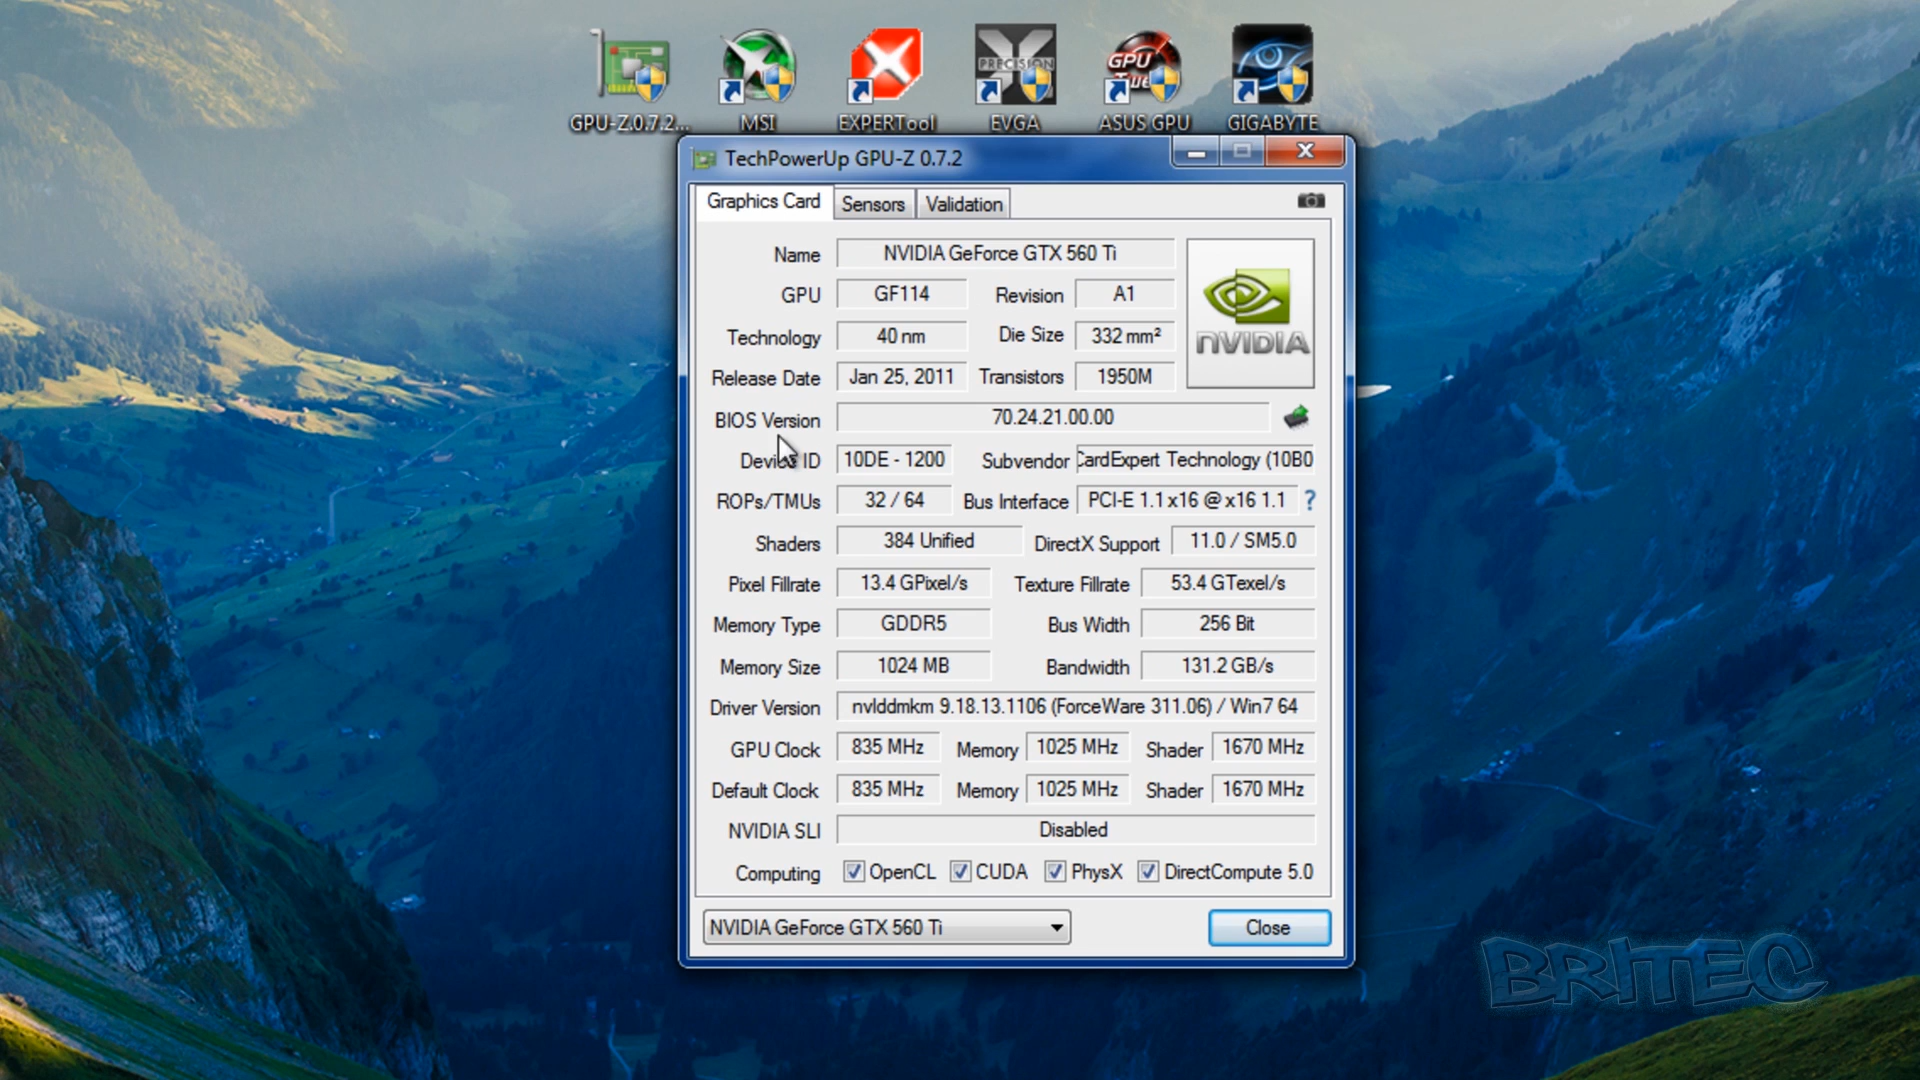 GPU-Z.0.7.2... MSI EXPERTool EVGA ASUS GPU GIGABYTE
PRECISION
GPU
TechPowerUp GPU-Z 0.7.2
Graphics Card Sensors Validation
Name NVIDIA GeForce GTX 560 Ti
GPU GF114 Revision A1
Technology 40 nm Die Size 332 mm²
NVIDIA
Release Date Jan 25, 2011 Transistors 1950M
BIOS Version 70.24.21.00.00
Device ID 10DE - 1200 Subvendor CardExpert Technology (10B0
ROPs/TMUs 32 / 64 Bus Interface PCI-E 1.1 x16 @ x16 1.1 ?
Shaders 384 Unified DirectX Support 11.0 / SM5.0
Pixel Fillrate 13.4 GPixel/s Texture Fillrate 53.4 GTexel/s
Memory Type GDDR5 Bus Width 256 Bit
Memory Size 1024 MB Bandwidth 131.2 GB/s
Driver Version nvlddmkm 9.18.13.1106 (ForceWare 311.06) / Win7 64
GPU Clock 835 MHz Memory 1025 MHz Shader 1670 MHz
Default Clock 835 MHz Memory 1025 MHz Shader 1670 MHz
NVIDIA SLI Disabled
Computing OpenCL CUDA PhysX DirectCompute 5.0
NVIDIA GeForce GTX 560 Ti Close
BRITEC